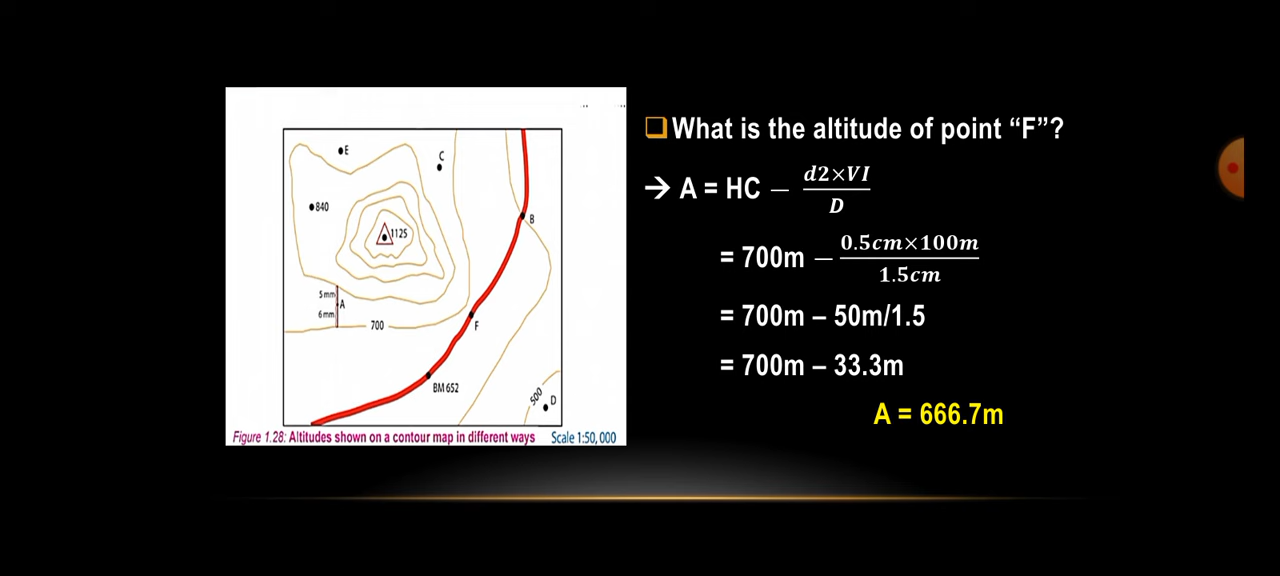 ❑ What is the altitude of point “F”?
→ A = HC − d2×VI / D
= 700m − 0.5cm×100m / 1.5cm
= 700m – 50m/1.5
= 700m – 33.3m
A = 666.7m
E
C
840
1125
B
5 mm
A
6 mm
700
F
BM 652
500
D
Figure 1.28: Altitudes shown on a contour map in different ways Scale 1:50, 000